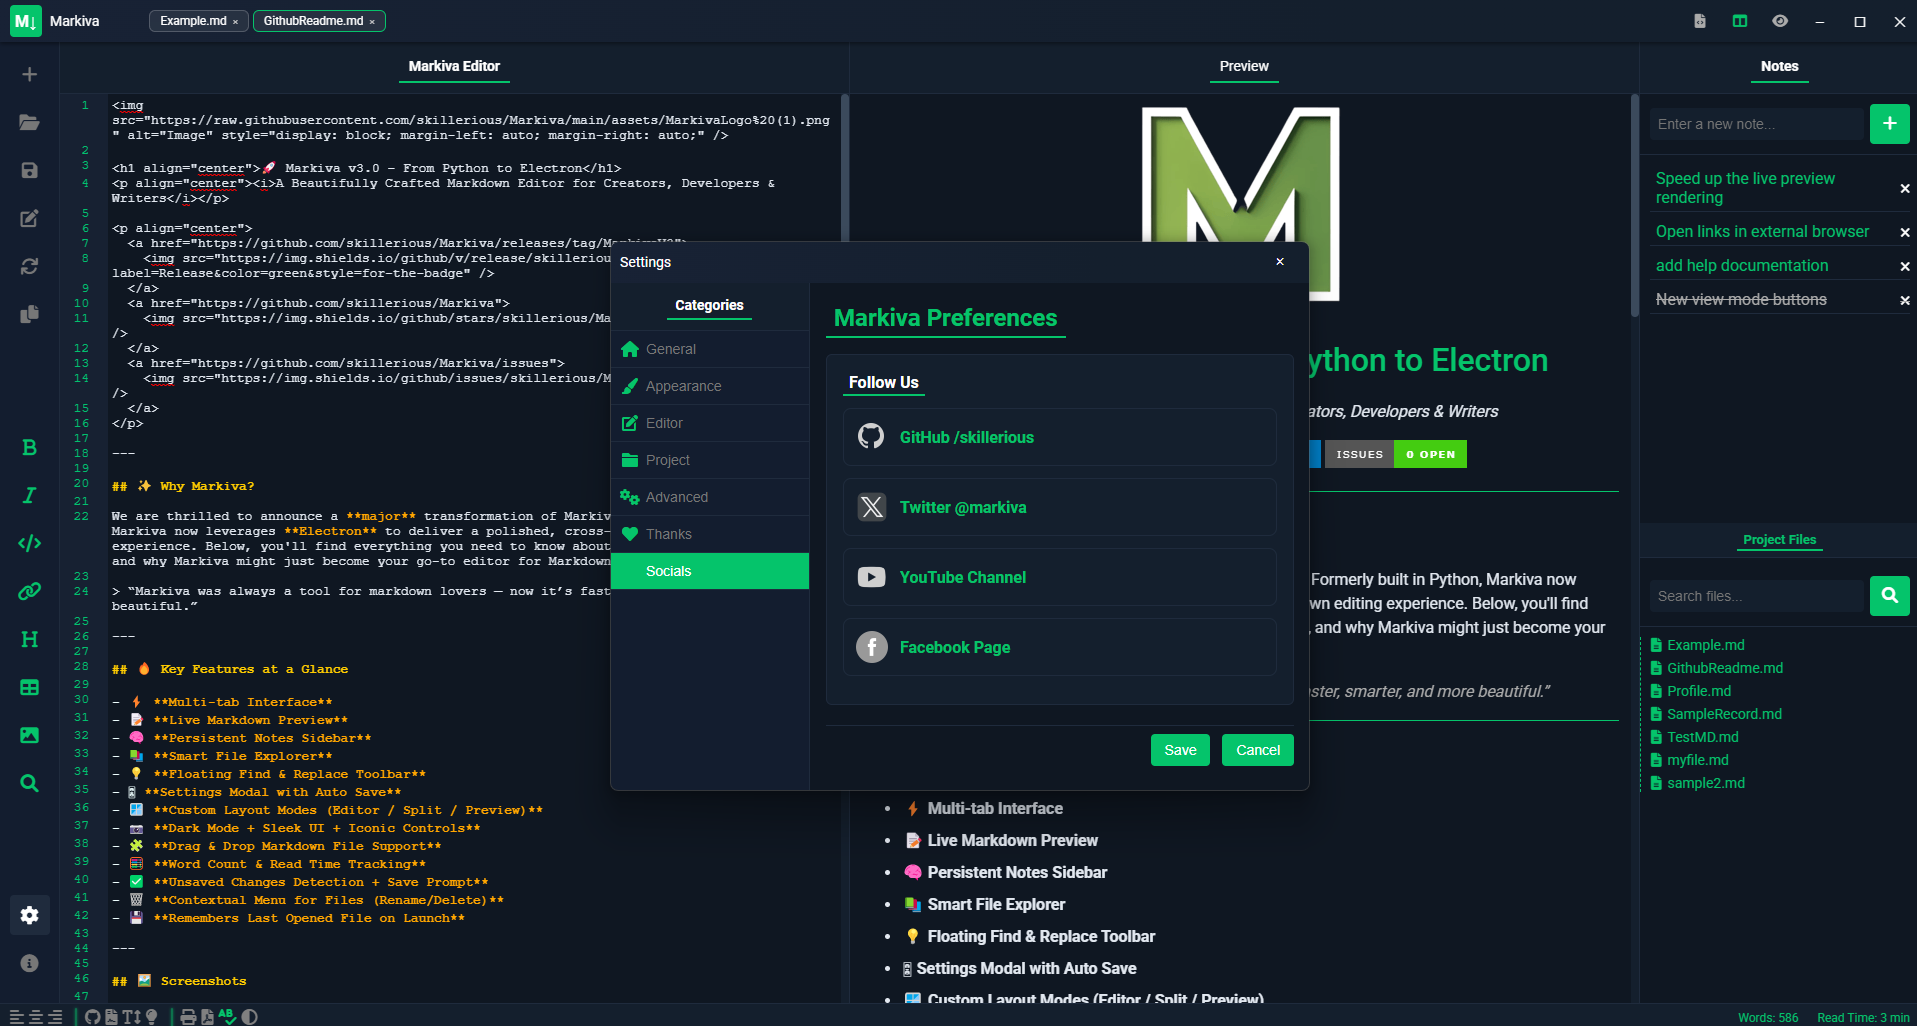 M↓ Markiva
Example.md ×
GithubReadme.md ×
Markiva Editor
Preview
Notes
1 <img
src="https://raw.githubusercontent.com/skillerious/Markiva/main/assets/MarkivaLogo%20(1).png
" alt="Image" style="display: block; margin-left: auto; margin-right: auto;" />
2
3 <h1 align="center">🚀 Markiva v3.0 – From Python to Electron</h1>
4 <p align="center"><i>A Beautifully Crafted Markdown Editor for Creators, Developers &
Writers</i></p>
5
6 <p align="center">
7 <a href="https://github.com/skillerious/Markiva/releases/tag/
8 <img src="https://img.shields.io/github/v/release/skilleriou
label=Release&color=green&style=for-the-badge" />
9 </a>
10 <a href="https://github.com/skillerious/Markiva">
11 <img src="https://img.shields.io/github/stars/skillerious/Ma
/>
12 </a>
13 <a href="https://github.com/skillerious/Markiva/issues">
14 <img src="https://img.shields.io/github/issues/skillerious/M
/>
15 </a>
16 </p>
17
18 ---
19
20 ## ✨ Why Markiva?
21
22 We are thrilled to announce a **major** transformation of Markiv
Markiva now leverages **Electron** to deliver a polished, cross-
experience. Below, you'll find everything you need to know about
and why Markiva might just become your go-to editor for Markdown
23
24 > “Markiva was always a tool for markdown lovers — now it’s fast
beautiful.”
25
26 ---
27
28 ## 🔥 Key Features at a Glance
29
30 - ⚡ **Multi-tab Interface**
31 - 📝 **Live Markdown Preview**
32 - 🧠 **Persistent Notes Sidebar**
33 - 📚 **Smart File Explorer**
34 - 💡 **Floating Find & Replace Toolbar**
35 - 🎛 **Settings Modal with Auto Save**
36 - 🪟 **Custom Layout Modes (Editor / Split / Preview)**
37 - 📷 **Dark Mode + Sleek UI + Iconic Controls**
38 - 🧩 **Drag & Drop Markdown File Support**
39 - 🧮 **Word Count & Read Time Tracking**
40 - ✅ **Unsaved Changes Detection + Save Prompt**
41 - 🗑 **Contextual Menu for Files (Rename/Delete)**
42 - 💾 **Remembers Last Opened File on Launch**
43
44 ---
45
46 ## 🖼 Screenshots
47
Settings ×
Categories
General
Appearance
Editor
Project
Advanced
Thanks
Socials
Markiva Preferences
Follow Us
GitHub /skillerious
Twitter @markiva
YouTube Channel
Facebook Page
Save
Cancel
M
ython to Electron
ators, Developers & Writers
ISSUES 0 OPEN
Formerly built in Python, Markiva now
wn editing experience. Below, you'll find
, and why Markiva might just become your
ster, smarter, and more beautiful.”
• ⚡ Multi-tab Interface
• 📝 Live Markdown Preview
• 🧠 Persistent Notes Sidebar
• 📚 Smart File Explorer
• 💡 Floating Find & Replace Toolbar
• 🎛 Settings Modal with Auto Save
• 🪟 Custom Layout Modes (Editor / Split / Preview)
Enter a new note...
+
Speed up the live preview
rendering ×
Open links in external browser ×
add help documentation ×
New view mode buttons ×
Project Files
Search files...
Example.md
GithubReadme.md
Profile.md
SampleRecord.md
TestMD.md
myfile.md
sample2.md
Words: 586 Read Time: 3 min